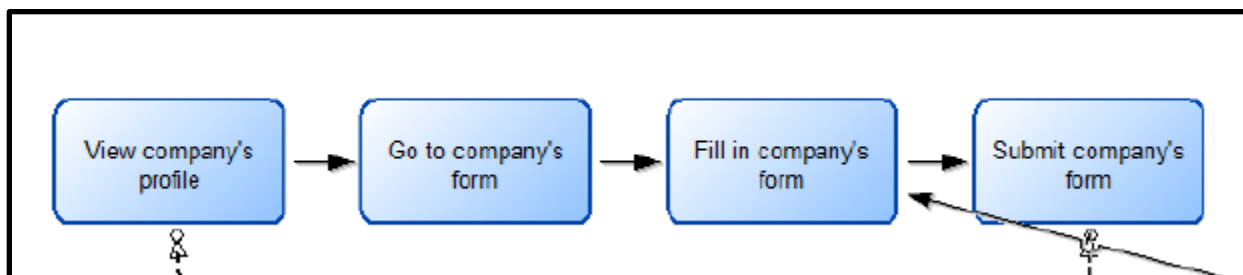 View company's
profile
Go to company's
form
Fill in company's
form
Submit company's
form